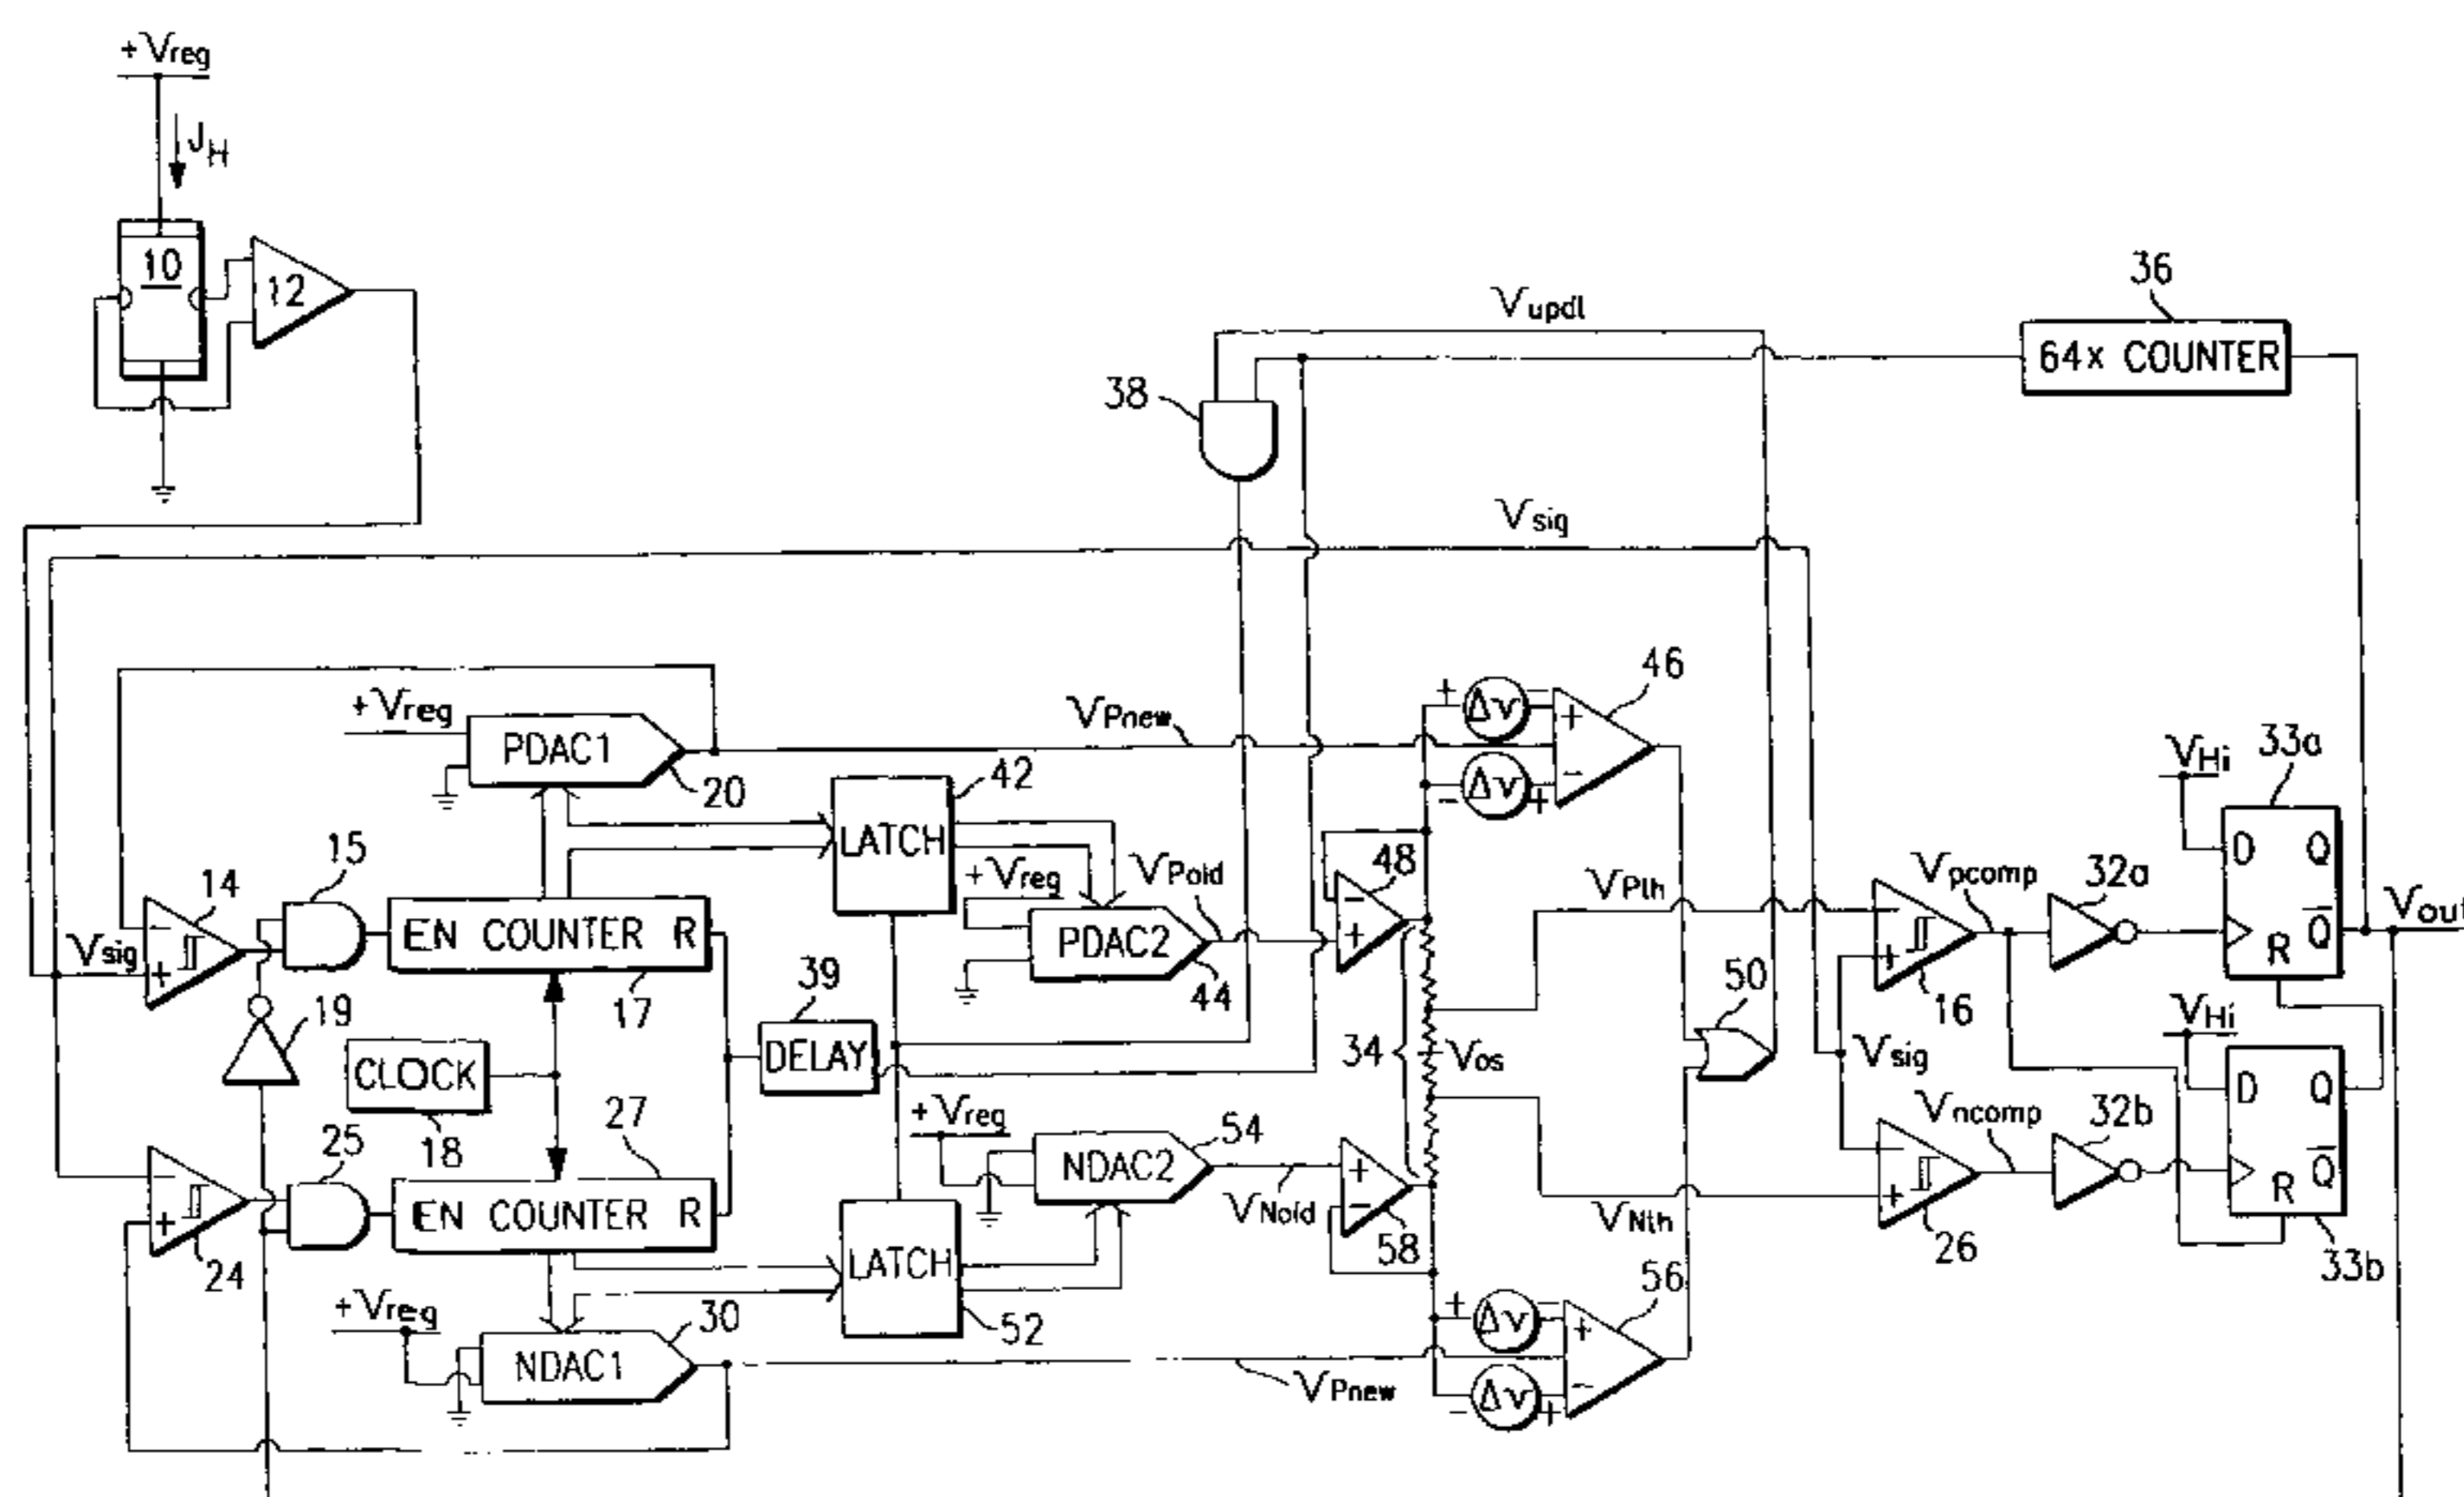 +Vreg
JH
10
12
36
Vupdl
64x COUNTER
38
Vsig
46
+ Δv -
+Vreg
VPnew
+
VHi
33a
PDAC1
20
42
- Δv +
-
LATCH
D Q
15
+Vreg
VPold
48
VPth
Vpcomp
32a
14
-
-
-
Vout
EN COUNTER R
PDAC2
+
R Q
Vsig
+
39
44
50
+
16
19
17
VHi
DELAY
34
Vos
Vsig
CLOCK
D Q
18
27
+Vreg
54
Vncomp
32b
25
-
NDAC2
+
-
EN COUNTER R
VNold
-
VNth
+
R Q
+
24
LATCH
58
26
33b
+Vreg
30
52
+ Δv -
56
+
NDAC1
VPnew
- Δv +
-